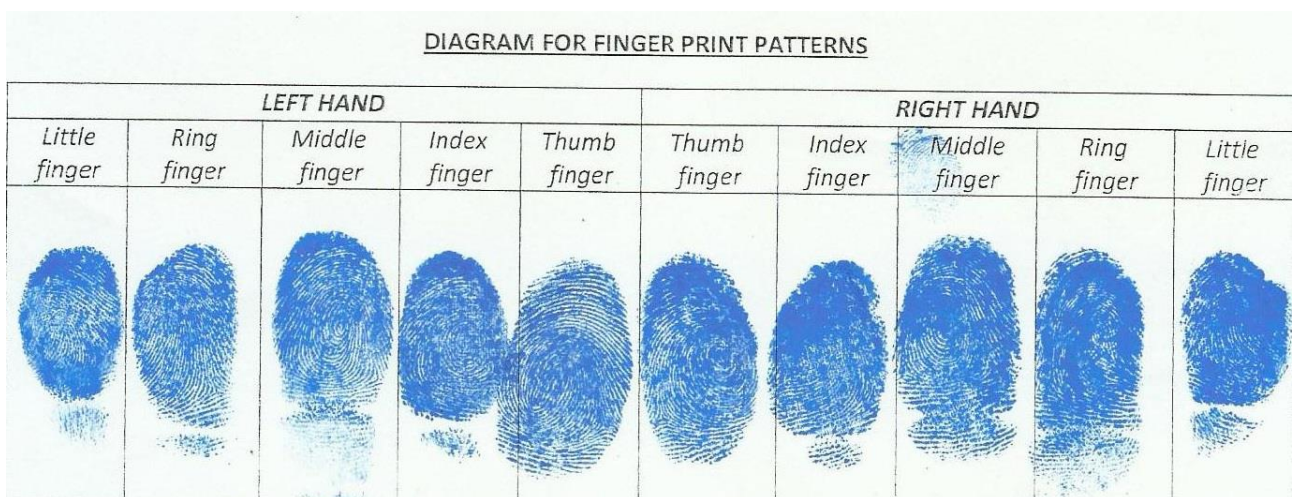 DIAGRAM FOR FINGER PRINT PATTERNS
LEFT HAND RIGHT HAND
Little Ring Middle Index Thumb Thumb Index Middle Ring Little
finger finger finger finger finger finger finger finger finger finger